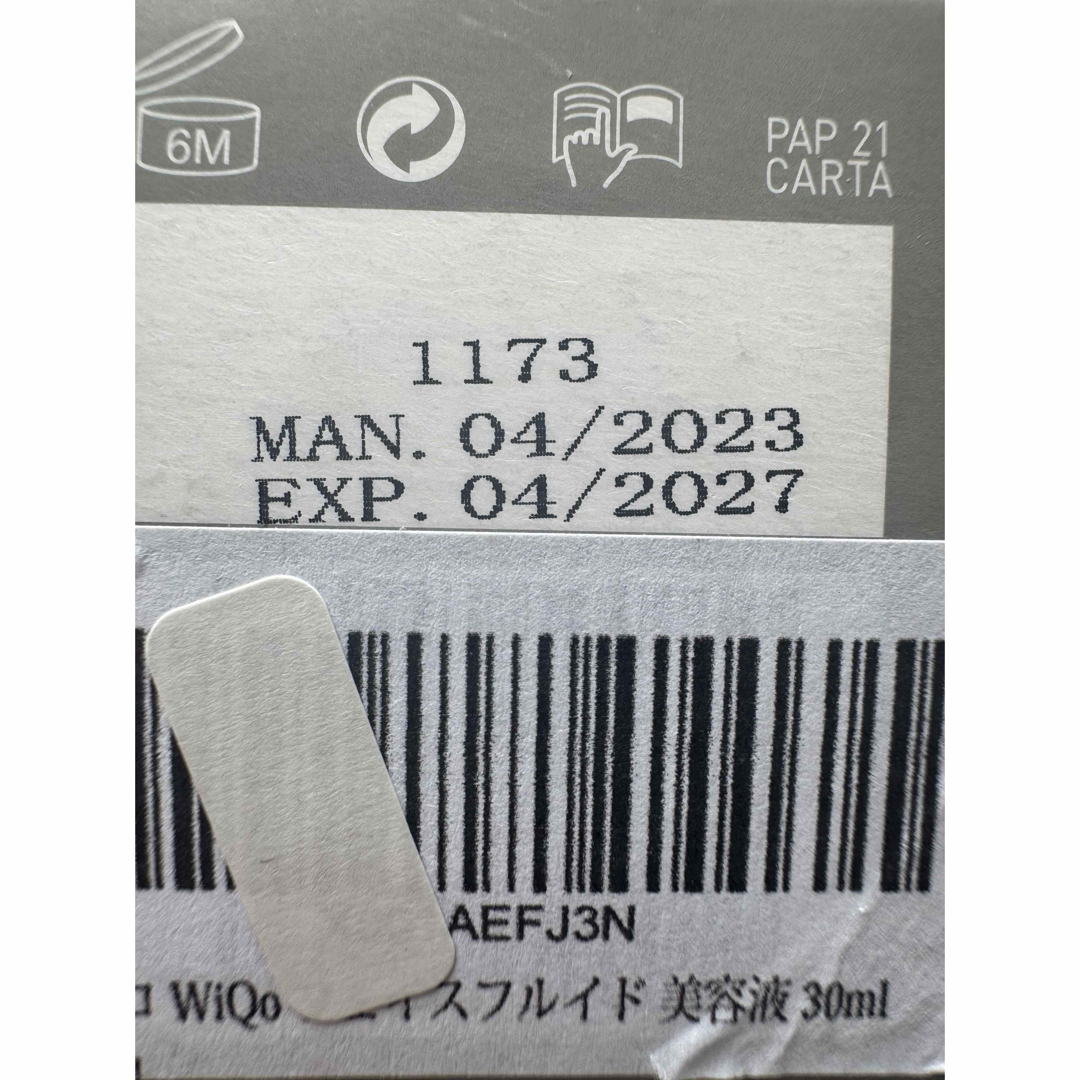 6M
PAP 21
CARTA
1173
MAN. 04/2023
EXP. 04/2027
AEFJ3N
コ WiQo イスフルイド 美容液 30ml